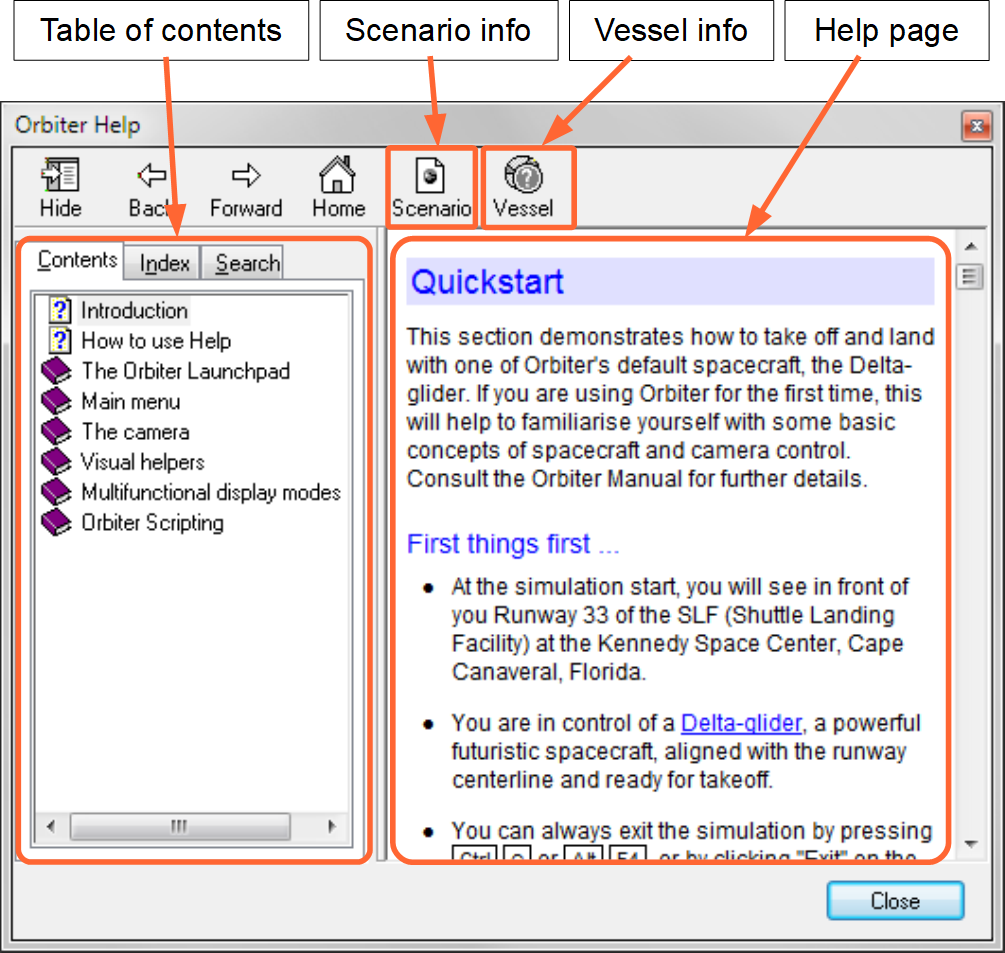 Table of contents
Scenario info
Vessel info
Help page
Orbiter Help
Hide
Back
Forward
Home
Scenario
Vessel
Contents
Index
Search
Introduction
How to use Help
The Orbiter Launchpad
Main menu
The camera
Visual helpers
Multifunctional display modes
Orbiter Scripting
Quickstart
This section demonstrates how to take off and land
with one of Orbiter's default spacecraft, the Delta-
glider. If you are using Orbiter for the first time, this
will help to familiarise yourself with some basic
concepts of spacecraft and camera control.
Consult the Orbiter Manual for further details.
First things first ...
● At the simulation start, you will see in front of
you Runway 33 of the SLF (Shuttle Landing
Facility) at the Kennedy Space Center, Cape
Canaveral, Florida.
● You are in control of a Delta-glider, a powerful
futuristic spacecraft, aligned with the runway
centerline and ready for takeoff.
● You can always exit the simulation by pressing
Ctrl Q or Alt F4, or by clicking "Exit" on the
Close